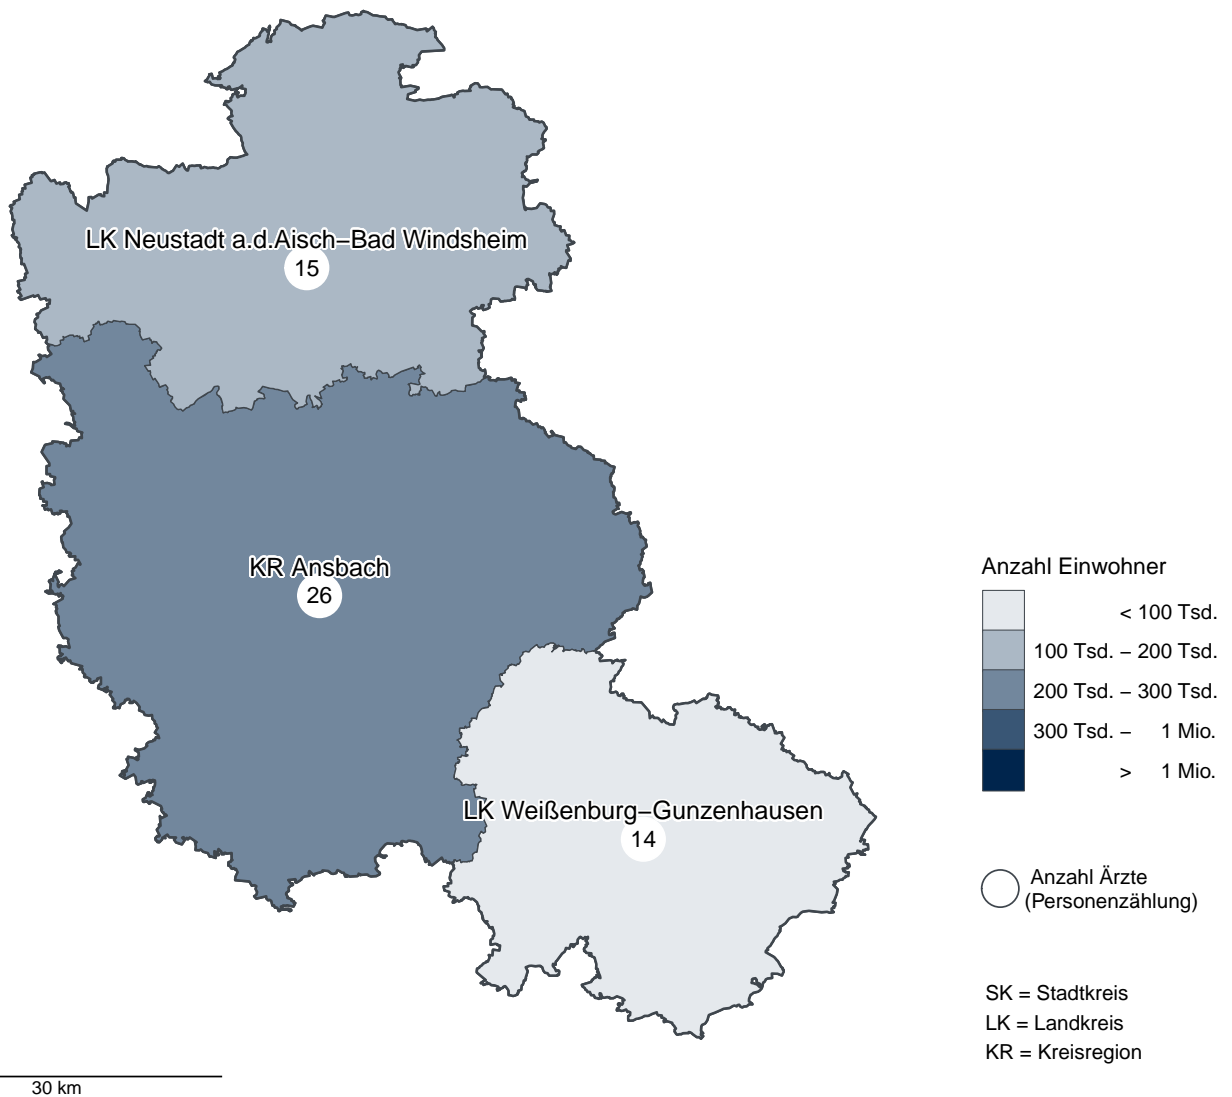 LK Neustadt a.d.Aisch–Bad Windsheim
15
KR Ansbach
26
LK Weißenburg–Gunzenhausen
14
Anzahl Einwohner
< 100 Tsd.
100 Tsd. – 200 Tsd.
200 Tsd. – 300 Tsd.
300 Tsd. – 1 Mio.
> 1 Mio.
Anzahl Ärzte
(Personenzählung)
SK = Stadtkreis
LK = Landkreis
KR = Kreisregion
30 km